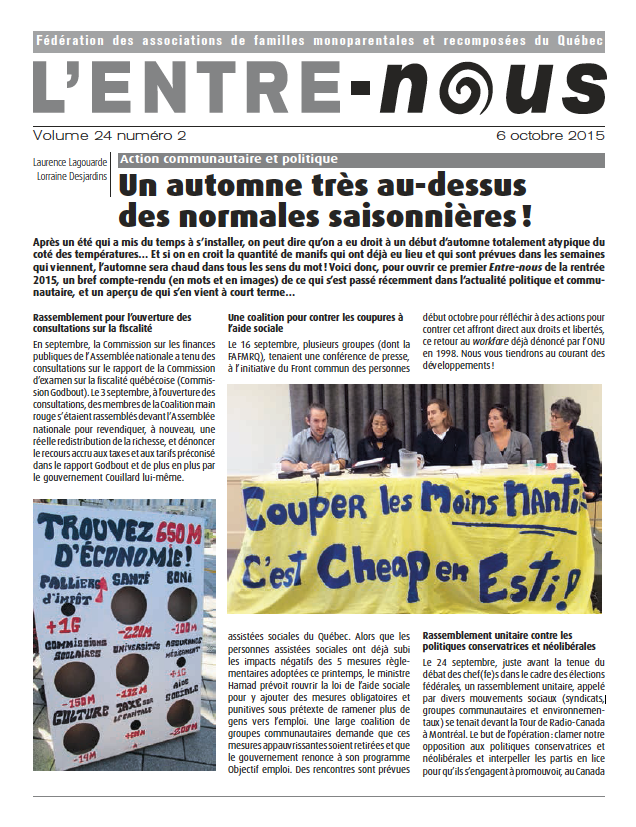 Fédération des associations de familles monoparentales et recomposées du Québec
L'ENTRE-nous
Volume 24 numéro 2
6 octobre 2015
Laurence Lagouarde
Lorraine Desjardins
Action communautaire et politique
Un automne très au-dessus
des normales saisonnières !
Après un été qui a mis du temps à s'installer, on peut dire qu'on a eu droit à un début d'automne totalement atypique du
coté des températures... Et si on en croit la quantité de manifs qui ont déjà eu lieu et qui sont prévues dans les semaines
qui viennent, l'automne sera chaud dans tous les sens du mot ! Voici donc, pour ouvrir ce premier Entre-nous de la rentrée
2015, un bref compte-rendu (en mots et en images) de ce qui s'est passé récemment dans l'actualité politique et commu-
nautaire, et un aperçu de qui s'en vient à court terme...
Rassemblement pour l'ouverture des
consultations sur la fiscalité
En septembre, la Commission sur les finances
publiques de l'Assemblée nationale a tenu des
consultations sur le rapport de la Commission
d'examen sur la fiscalité québécoise (Commis-
sion Godbout). Le 3 septembre, à l'ouverture des
consultations, des membres de la Coalition main
rouge s'étaient rassemblés devant l'Assemblée
nationale pour revendiquer, à nouveau, une
réelle redistribution de la richesse, et dénoncer
le recours accru aux taxes et aux tarifs préconisé
dans le rapport Godbout et de plus en plus par
le gouvernement Couillard lui-même.
TROUVEZ 650M
D'ÉCONOMIE !
PALLIERS
d'IMPÔT
+1G
SANTÉ
-220M
BONI
-200M
COMMISSIONS
SCOLAIRES
-150M
UNIVERSITÉS
-132M
ASSURANCE
MÉDICAMENT
+1G
AIDE
SOCIALE
CULTURE
TAXE SUR
LE CAPITALE
+600M
Une coalition pour contrer les coupures à
l'aide sociale
Le 16 septembre, plusieurs groupes (dont la
FAFMRQ), tenaient une conférence de presse,
à l'initiative du Front commun des personnes
Couper les Moins NANTIS
C'est Cheap en Esti !
assistées sociales du Québec. Alors que les
personnes assistées sociales ont déjà subi
les impacts négatifs des 5 mesures règle-
mentaires adoptées ce printemps, le ministre
Hamad prévoit rouvrir la loi de l'aide sociale
pour y ajouter des mesures obligatoires et
punitives sous prétexte de ramener plus de
gens vers l'emploi. Une large coalition de
groupes communautaires demande que ces
mesures appauvrissantes soient retirées et que
le gouvernement renonce à son programme
Objectif emploi. Des rencontres sont prévues
début octobre pour réfléchir à des actions pour
contrer cet affront direct aux droits et libertés,
ce retour au workfare déjà dénoncé par l'ONU
en 1998. Nous vous tiendrons au courant des
développements !
Rassemblement unitaire contre les
politiques conservatrices et néolibérales
Le 24 septembre, juste avant la tenue du
débat des chef(fe)s dans le cadre des élections
fédérales, un rassemblement unitaire, appelé
par divers mouvements sociaux (syndicats,
groupes communautaires et environnemen-
taux) se tenait devant la Tour de Radio-Canada
à Montréal. Le but de l'opération : clamer notre
opposition aux politiques conservatrices et
néolibérales et interpeller les partis en lice
pour qu'ils s'engagent à promouvoir, au Canada